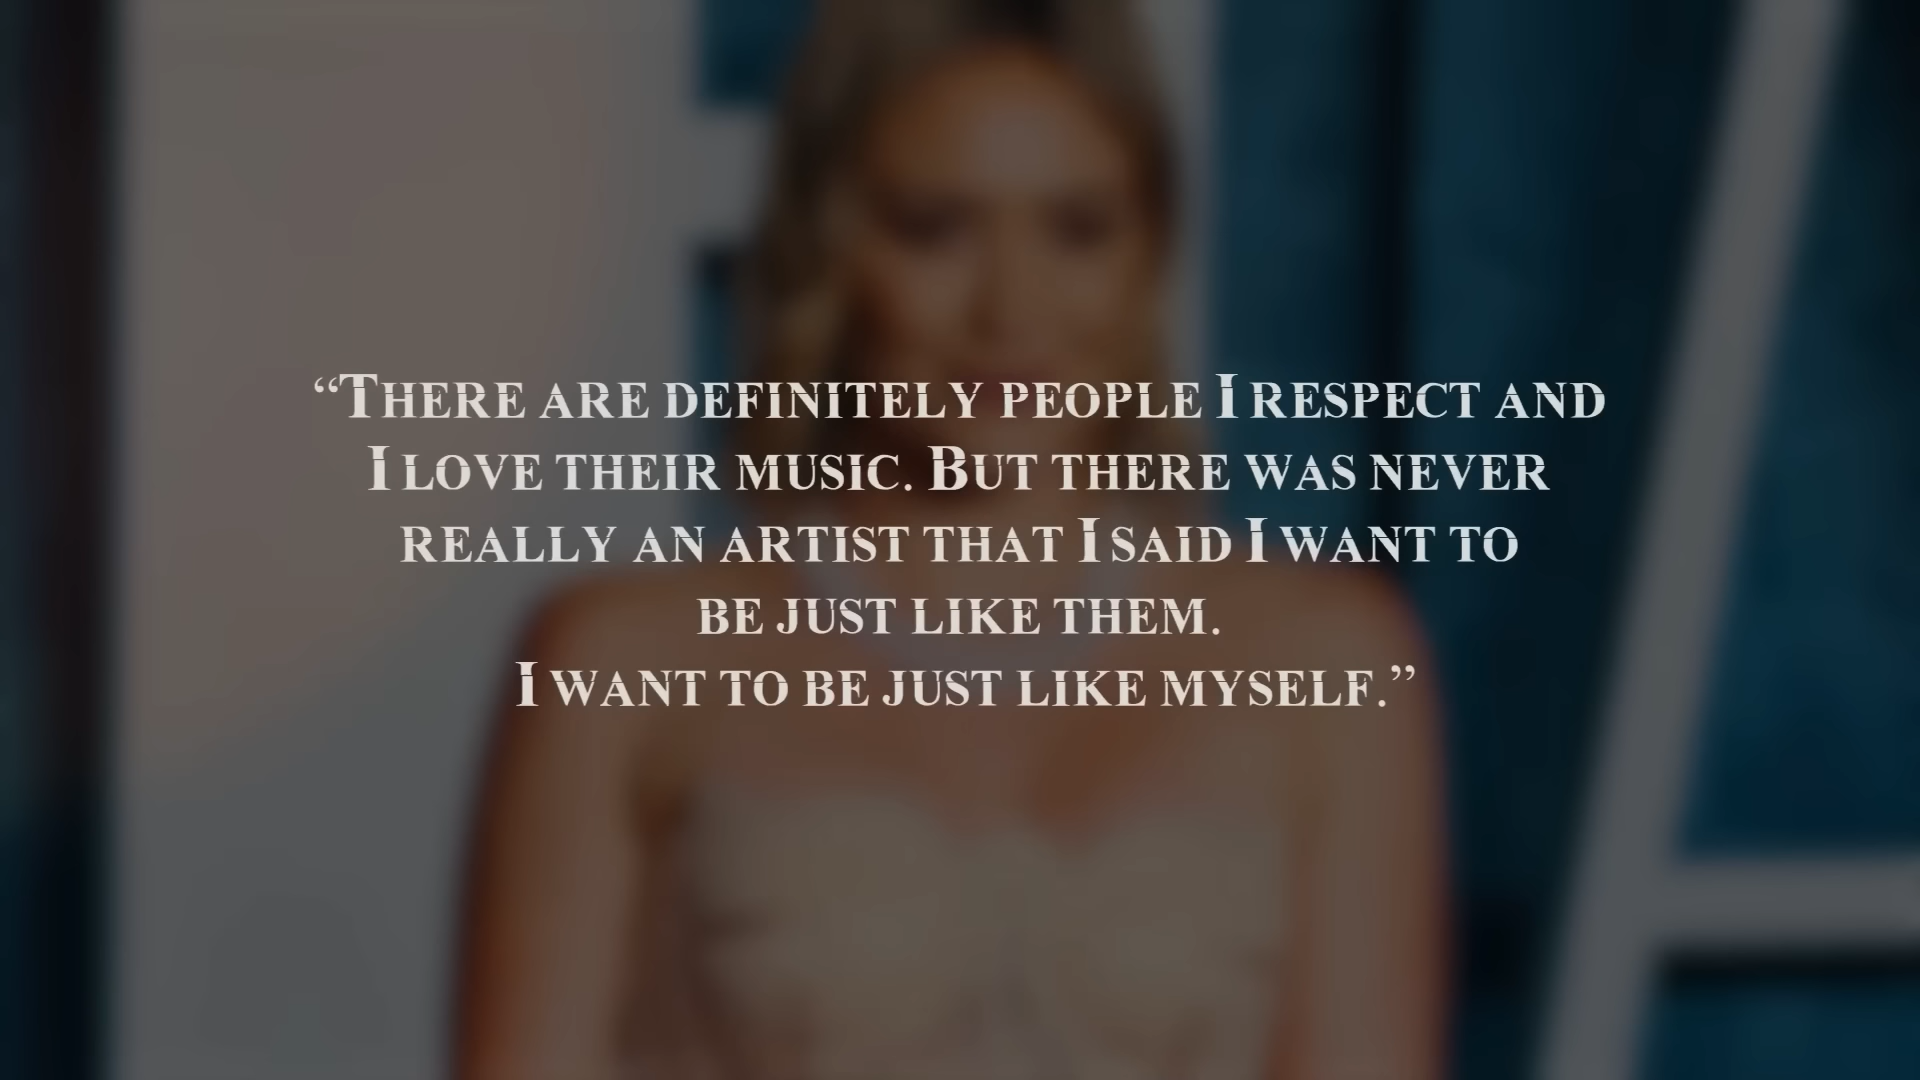 “There are definitely people I respect and
I love their music. But there was never
really an artist that I said I want to
be just like them.
I want to be just like myself.”